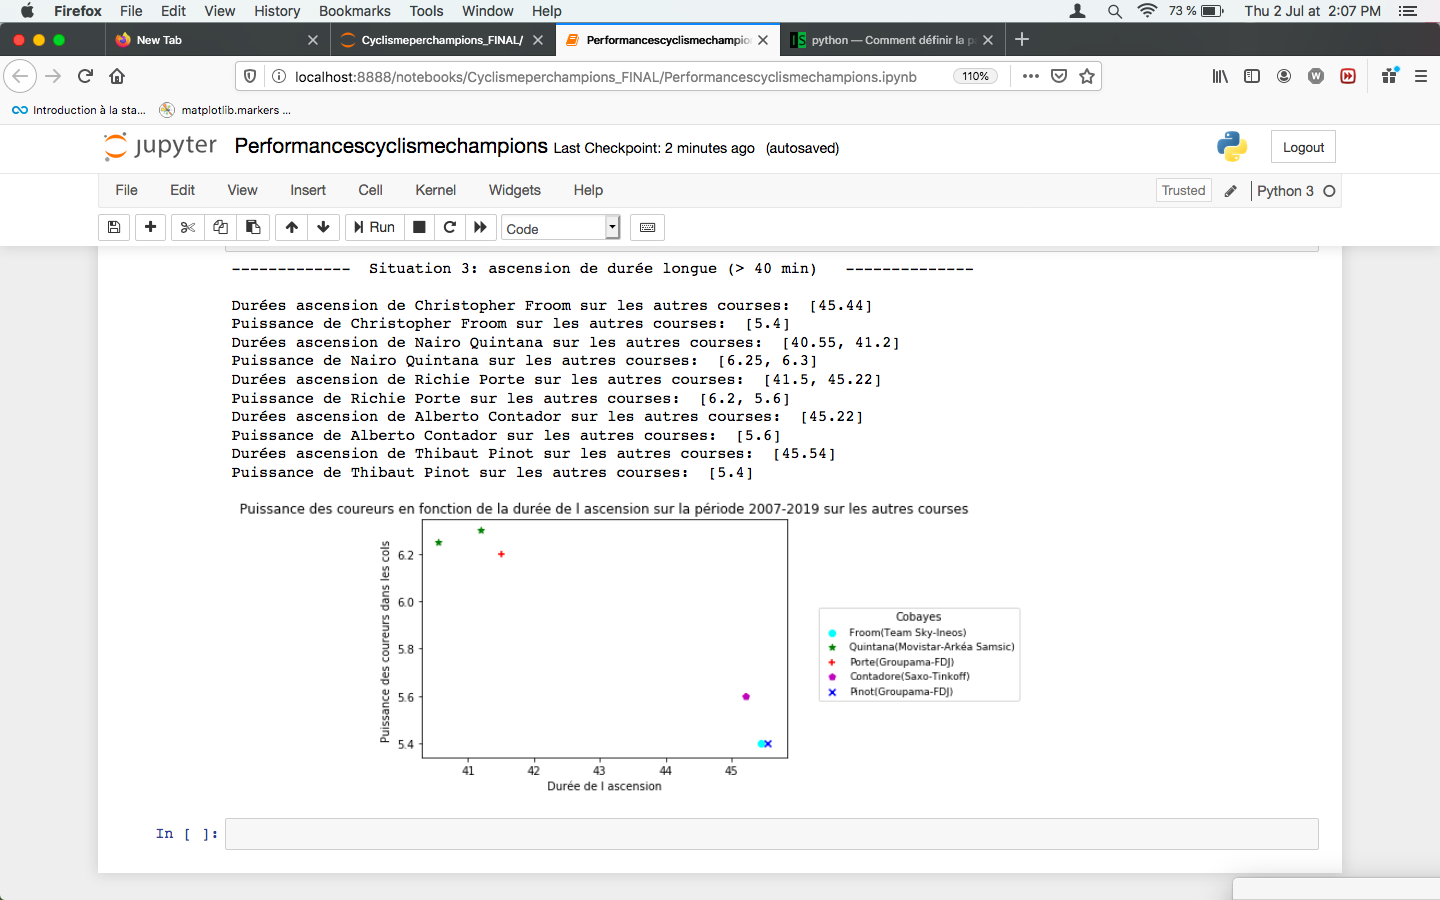 Firefox File Edit View History Bookmarks Tools Window Help 73 % Thu 2 Jul at 2:07 PM
New Tab
Cyclismeperchampions_FINAL/
Performancescyclismechampio
python — Comment définir la p
localhost:8888/notebooks/Cyclismeperchampions_FINAL/Performancescyclismechampions.ipynb 110%
Introduction à la sta... matplotlib.markers ...
jupyter Performancescyclismechampions Last Checkpoint: 2 minutes ago (autosaved) Logout
File Edit View Insert Cell Kernel Widgets Help Trusted Python 3
Run Code
------------- Situation 3: ascension de durée longue (> 40 min) --------------
Durées ascension de Christopher Froom sur les autres courses: [45.44]
Puissance de Christopher Froom sur les autres courses: [5.4]
Durées ascension de Nairo Quintana sur les autres courses: [40.55, 41.2]
Puissance de Nairo Quintana sur les autres courses: [6.25, 6.3]
Durées ascension de Richie Porte sur les autres courses: [41.5, 45.22]
Puissance de Richie Porte sur les autres courses: [6.2, 5.6]
Durées ascension de Alberto Contador sur les autres courses: [45.22]
Puissance de Alberto Contador sur les autres courses: [5.6]
Durées ascension de Thibaut Pinot sur les autres courses: [45.54]
Puissance de Thibaut Pinot sur les autres courses: [5.4]
Puissance des coureurs en fonction de la durée de l ascension sur la période 2007-2019 sur les autres courses
Puissance des coureurs dans les cols
6.2
6.0
5.8
5.6
5.4
41 42 43 44 45
Durée de l ascension
Cobayes
Froom(Team Sky-Ineos)
Quintana(Movistar-Arkéa Samsic)
Porte(Groupama-FDJ)
Contadore(Saxo-Tinkoff)
Pinot(Groupama-FDJ)
In [ ]: